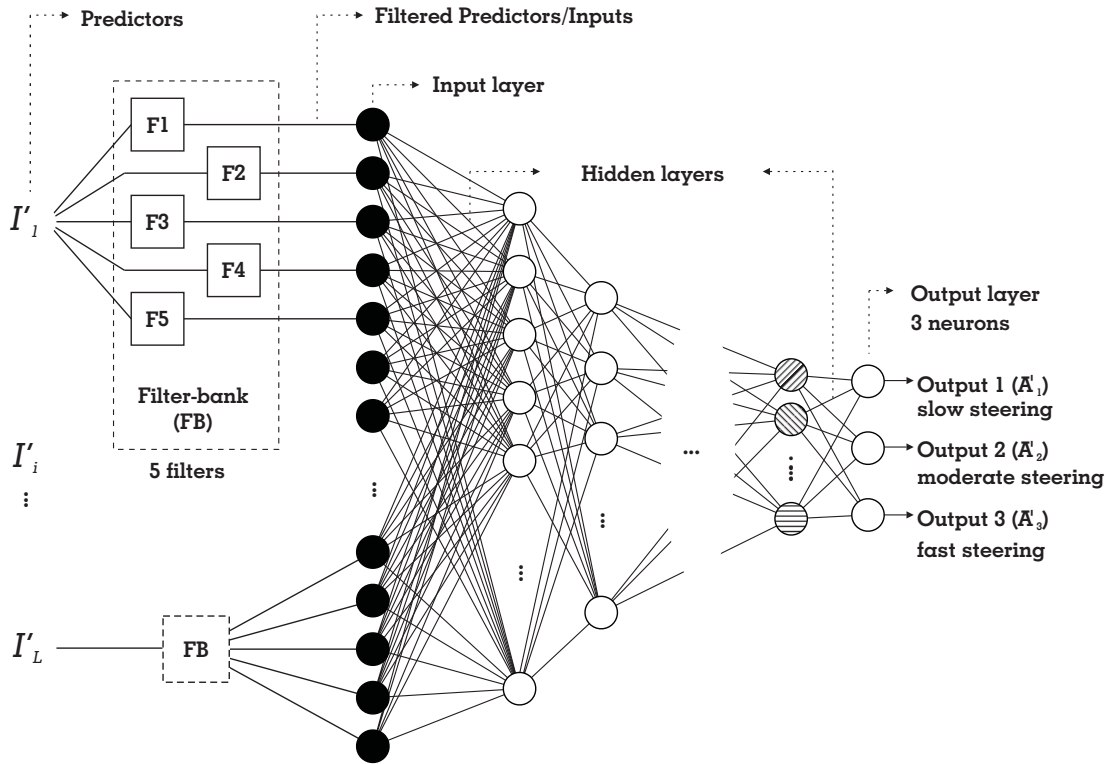 Predictors
Filtered Predictors/Inputs
Input layer
F1
F2
Hidden layers
I′₁
F3
F4
F5
Output layer
3 neurons
Filter-bank
(FB)
5 filters
Output 1 (A′₁)
slow steering
I′ᵢ
⋮
...
Output 2 (A′₂)
moderate steering
Output 3 (A′₃)
fast steering
I′_L
FB